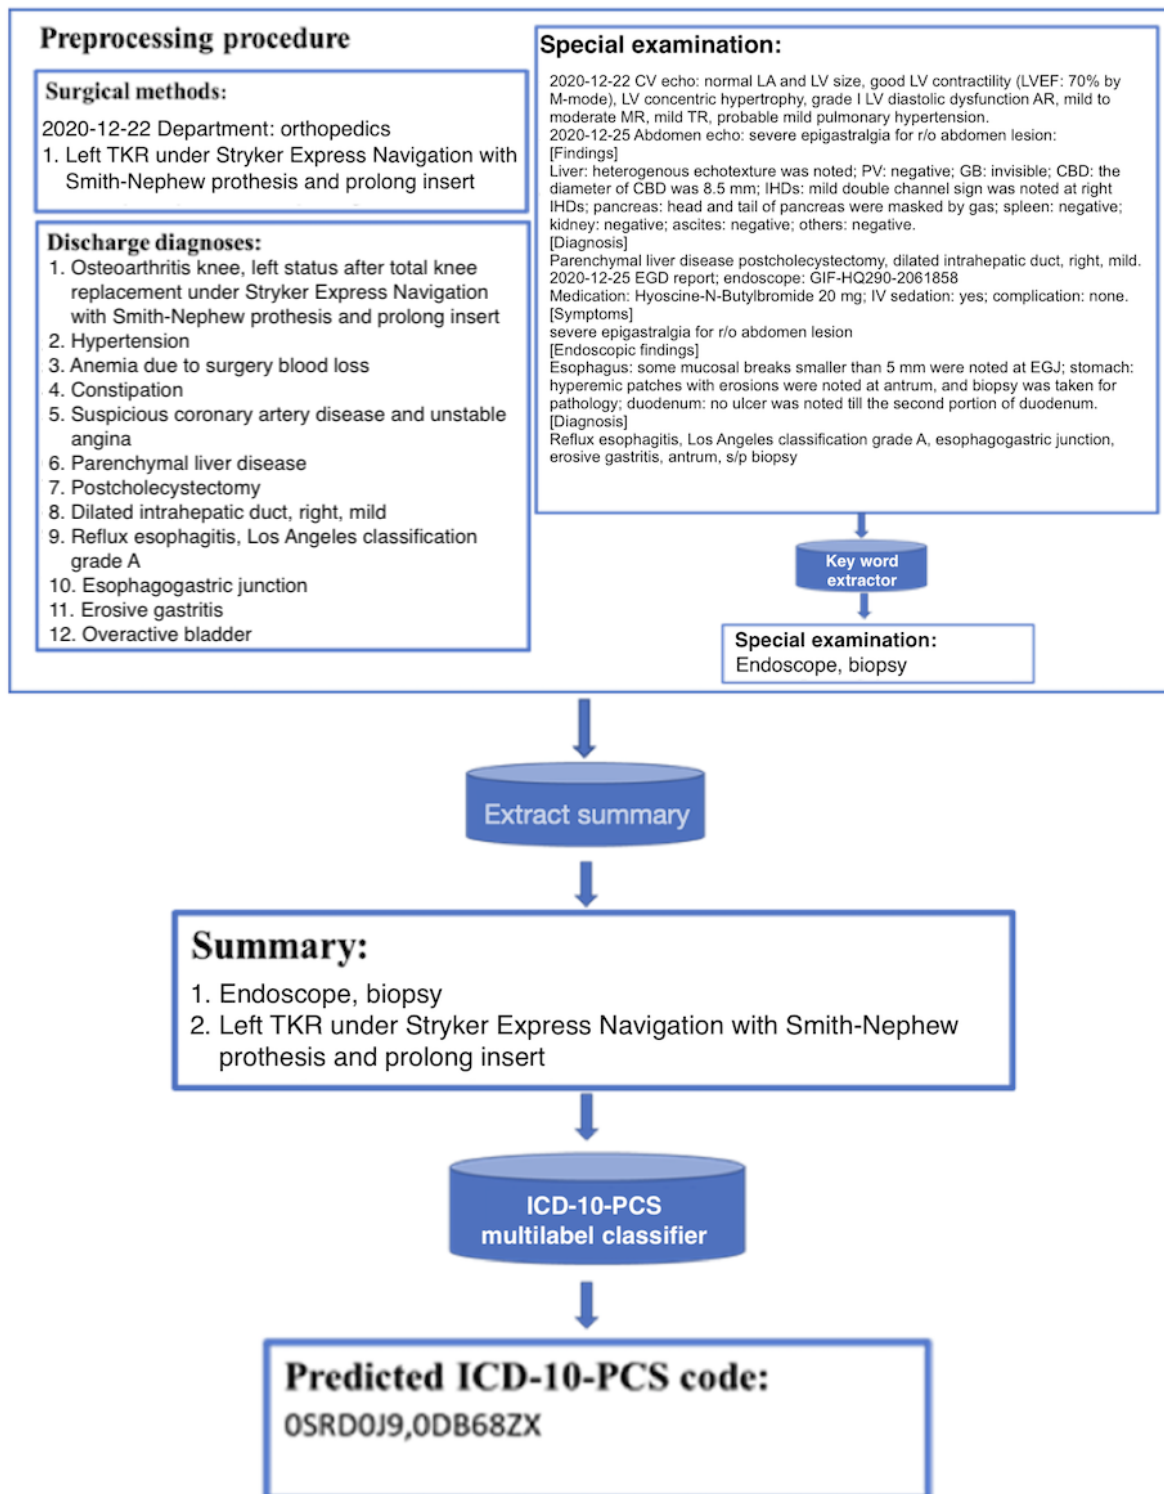 Preprocessing procedure
Surgical methods:
2020-12-22 Department: orthopedics
1. Left TKR under Stryker Express Navigation with
Smith-Nephew prothesis and prolong insert
Discharge diagnoses:
1. Osteoarthritis knee, left status after total knee
replacement under Stryker Express Navigation
with Smith-Nephew prothesis and prolong insert
2. Hypertension
3. Anemia due to surgery blood loss
4. Constipation
5. Suspicious coronary artery disease and unstable
angina
6. Parenchymal liver disease
7. Postcholecystectomy
8. Dilated intrahepatic duct, right, mild
9. Reflux esophagitis, Los Angeles classification
grade A
10. Esophagogastric junction
11. Erosive gastritis
12. Overactive bladder
Special examination:
2020-12-22 CV echo: normal LA and LV size, good LV contractility (LVEF: 70% by
M-mode), LV concentric hypertrophy, grade I LV diastolic dysfunction AR, mild to
moderate MR, mild TR, probable mild pulmonary hypertension.
2020-12-25 Abdomen echo: severe epigastralgia for r/o abdomen lesion:
[Findings]
Liver: heterogenous echotexture was noted; PV: negative; GB: invisible; CBD: the
diameter of CBD was 8.5 mm; IHDs: mild double channel sign was noted at right
IHDs; pancreas: head and tail of pancreas were masked by gas; spleen: negative;
kidney: negative; ascites: negative; others: negative.
[Diagnosis]
Parenchymal liver disease postcholecystectomy, dilated intrahepatic duct, right, mild.
2020-12-25 EGD report; endoscope: GIF-HQ290-2061858
Medication: Hyoscine-N-Butylbromide 20 mg; IV sedation: yes; complication: none.
[Symptoms]
severe epigastralgia for r/o abdomen lesion
[Endoscopic findings]
Esophagus: some mucosal breaks smaller than 5 mm were noted at EGJ; stomach:
hyperemic patches with erosions were noted at antrum, and biopsy was taken for
pathology; duodenum: no ulcer was noted till the second portion of duodenum.
[Diagnosis]
Reflux esophagitis, Los Angeles classification grade A, esophagogastric junction,
erosive gastritis, antrum, s/p biopsy
Key word
extractor
Special examination:
Endoscope, biopsy
Extract summary
Summary:
1. Endoscope, biopsy
2. Left TKR under Stryker Express Navigation with Smith-Nephew
prothesis and prolong insert
ICD-10-PCS
multilabel classifier
Predicted ICD-10-PCS code:
0SRD0J9,0DB68ZX